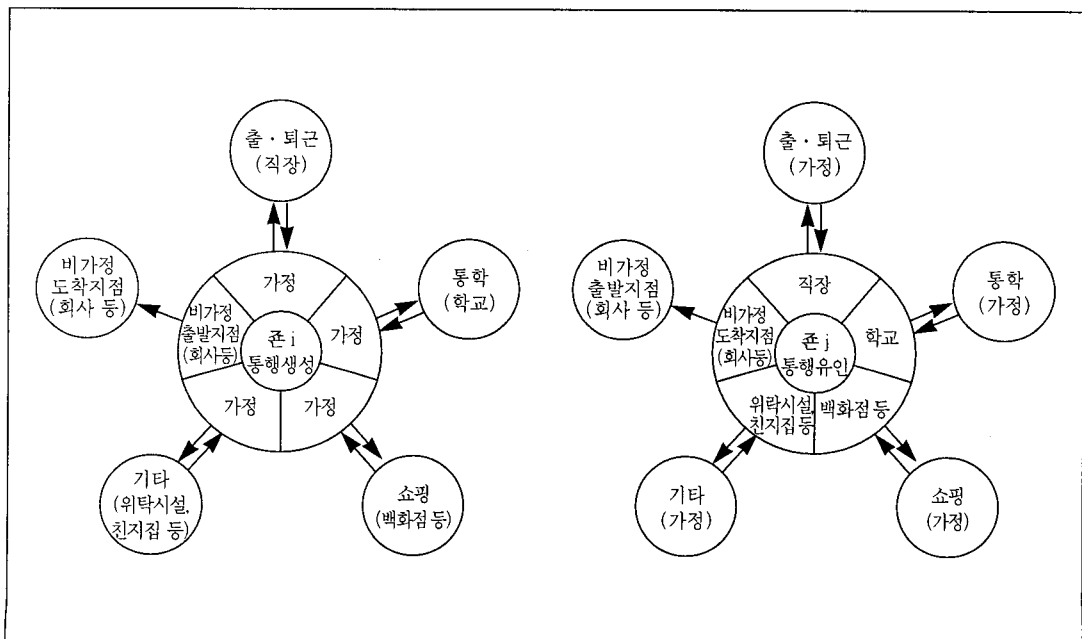 출 · 퇴근
(직장)
비가정
도착지점
(회사 등)
통학
(학교)
가정
비가정
출발지점
(회사등)
가정
존 i
통행생성
가정
가정
기타
(위탁시설,
친지집 등)
쇼핑
(백화점 등)
출 · 퇴근
(가정)
비가정
출발지점
(회사 등)
통학
(가정)
직장
비가정
도착지점
(회사등)
학교
존 j
통행유인
위락시설,
친지집 등
백화점 등
기타
(가정)
쇼핑
(가정)